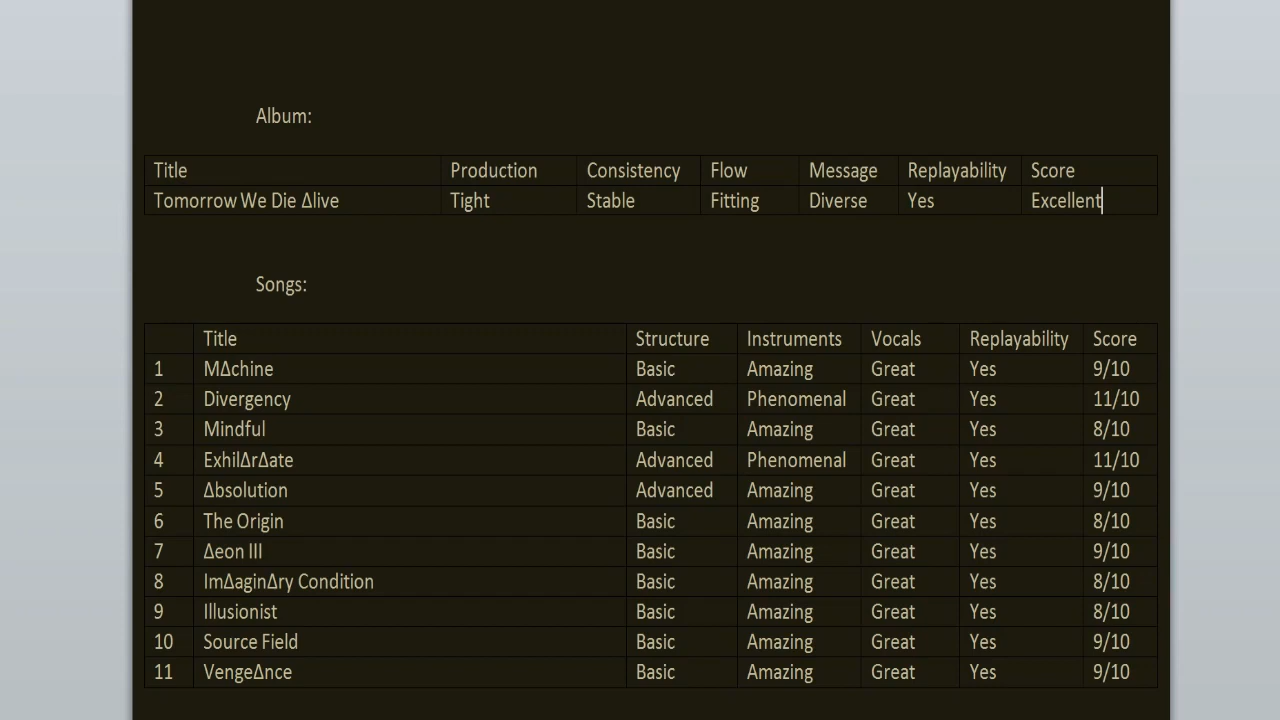 Album:
Title Production Consistency Flow Message Replayability Score
Tomorrow We Die Δlive Tight Stable Fitting Diverse Yes Excellent
Songs:
Title Structure Instruments Vocals Replayability Score
1 MΔchine Basic Amazing Great Yes 9/10
2 Divergency Advanced Phenomenal Great Yes 11/10
3 Mindful Basic Amazing Great Yes 8/10
4 ExhilΔrΔate Advanced Phenomenal Great Yes 11/10
5 Δbsolution Advanced Amazing Great Yes 9/10
6 The Origin Basic Amazing Great Yes 8/10
7 Δeon III Basic Amazing Great Yes 9/10
8 ImΔaginΔry Condition Basic Amazing Great Yes 8/10
9 Illusionist Basic Amazing Great Yes 8/10
10 Source Field Basic Amazing Great Yes 9/10
11 VengeΔnce Basic Amazing Great Yes 9/10